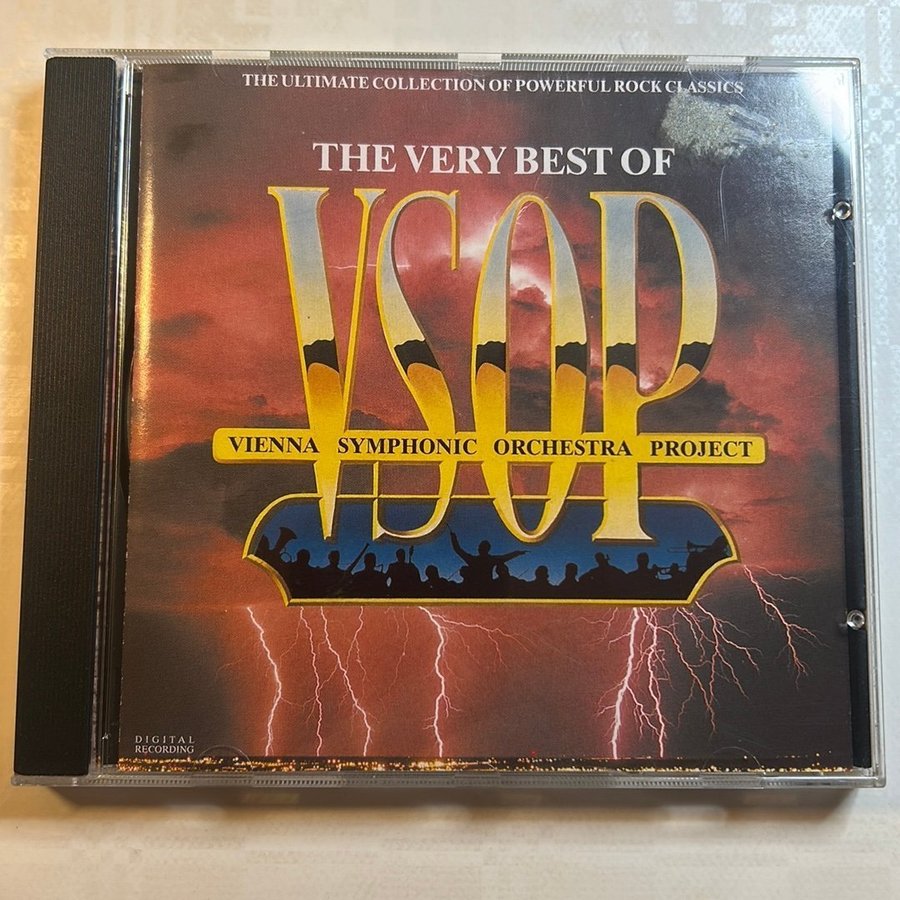 THE ULTIMATE COLLECTION OF POWERFUL ROCK CLASSICS
THE VERY BEST OF
VSOP
VIENNA SYMPHONIC ORCHESTRA PROJECT
DIGITAL
RECORDING